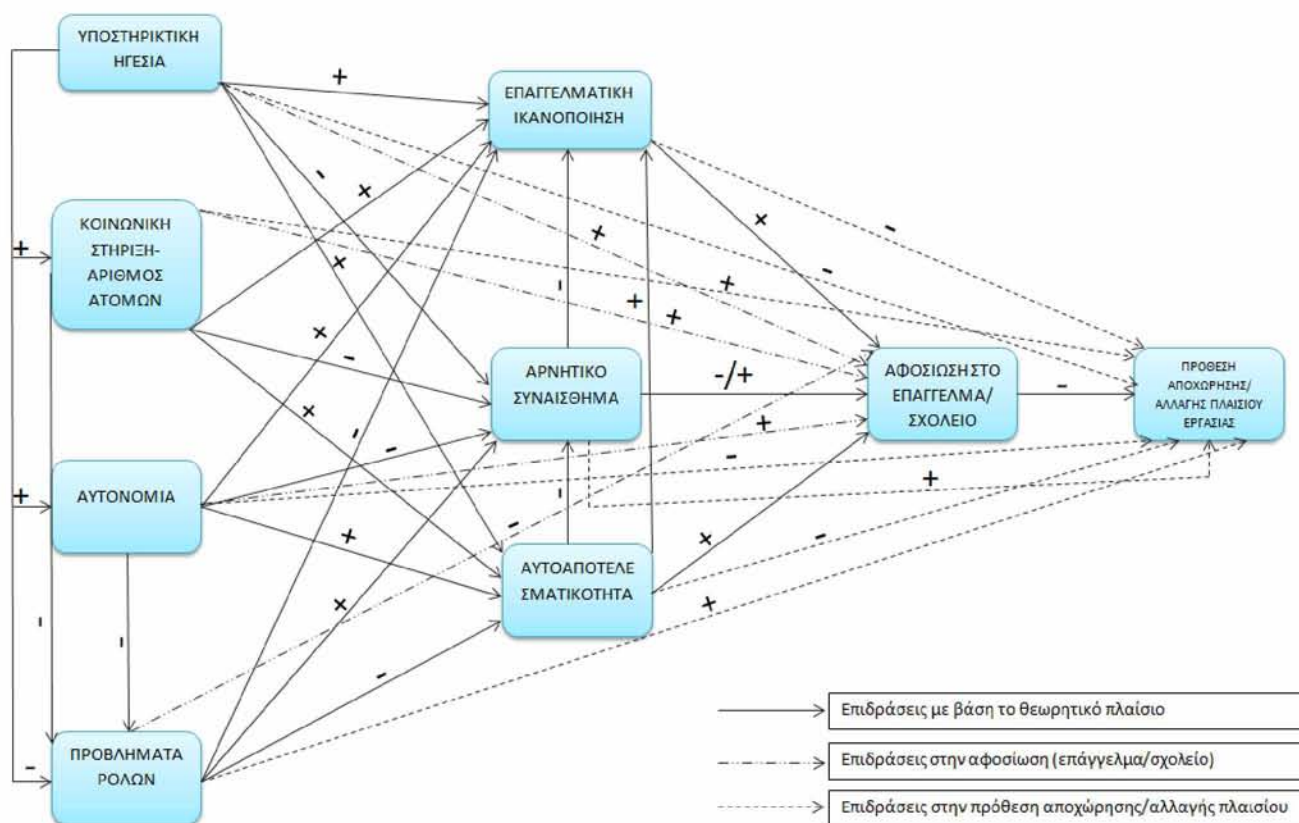 ΥΠΟΣΤΗΡΙΚΤΙΚΗ
ΗΓΕΣΙΑ
+
ΕΠΑΓΓΕΛΜΑΤΙΚΗ
ΙΚΑΝΟΠΟΙΗΣΗ
-
+
+
-
-
ΚΟΙΝΩΝΙΚΗ
ΣΤΗΡΙΞΗ-
ΑΡΙΘΜΟΣ
ΑΤΟΜΩΝ
+
+
+
-
+
-
+
+
+
-
ΑΡΝΗΤΙΚΟ
ΣΥΝΑΙΣΘΗΜΑ
-/+
ΑΦΟΣΙΩΣΗ ΣΤΟ
ΕΠΑΓΓΕΛΜΑ/
ΣΧΟΛΕΙΟ
-
ΠΡΟΘΕΣΗ
ΑΠΟΧΩΡΗΣΗΣ/
ΑΛΛΑΓΗΣ ΠΛΑΙΣΙΟΥ
ΕΡΓΑΣΙΑΣ
+
-
-
+
-
ΑΥΤΟΝΟΜΙΑ
+
-
+
+
-
+
-
ΑΥΤΟΑΠΟΤΕΛΕ
ΣΜΑΤΙΚΟΤΗΤΑ
-
-
+
+
-
ΠΡΟΒΛΗΜΑΤΑ
ΡΟΛΩΝ
-
Επιδράσεις με βάση το θεωρητικό πλαίσιο
Επιδράσεις στην αφοσίωση (επάγγελμα/σχολείο)
Επιδράσεις στην πρόθεση αποχώρησης/αλλαγής πλαισίου